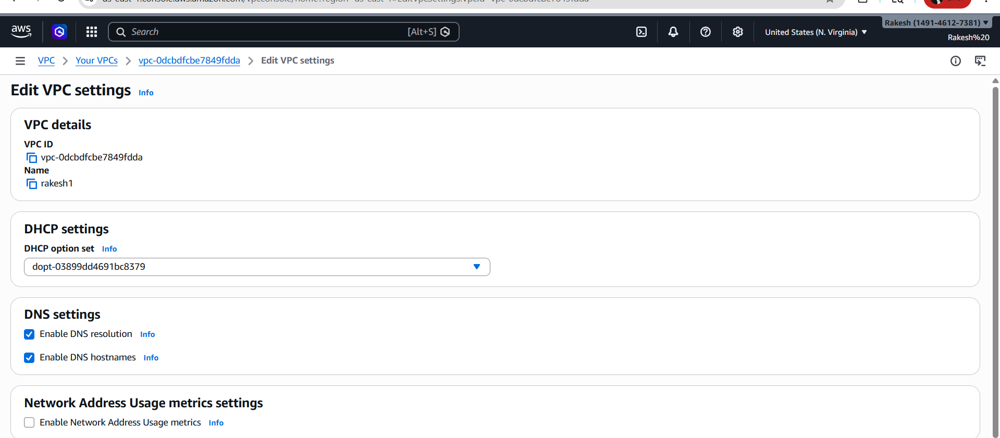 aws
Search [Alt+S]
United States (N. Virginia)
Rakesh (1491-4612-7381)
Rakesh%20
VPC
Your VPCs
vpc-0dcbdfcbe7849fdda
Edit VPC settings
Edit VPC settings Info
VPC details
VPC ID
vpc-0dcbdfcbe7849fdda
Name
rakesh1
DHCP settings
DHCP option set Info
dopt-03899dd4691bc8379
DNS settings
Enable DNS resolution Info
Enable DNS hostnames Info
Network Address Usage metrics settings
Enable Network Address Usage metrics Info